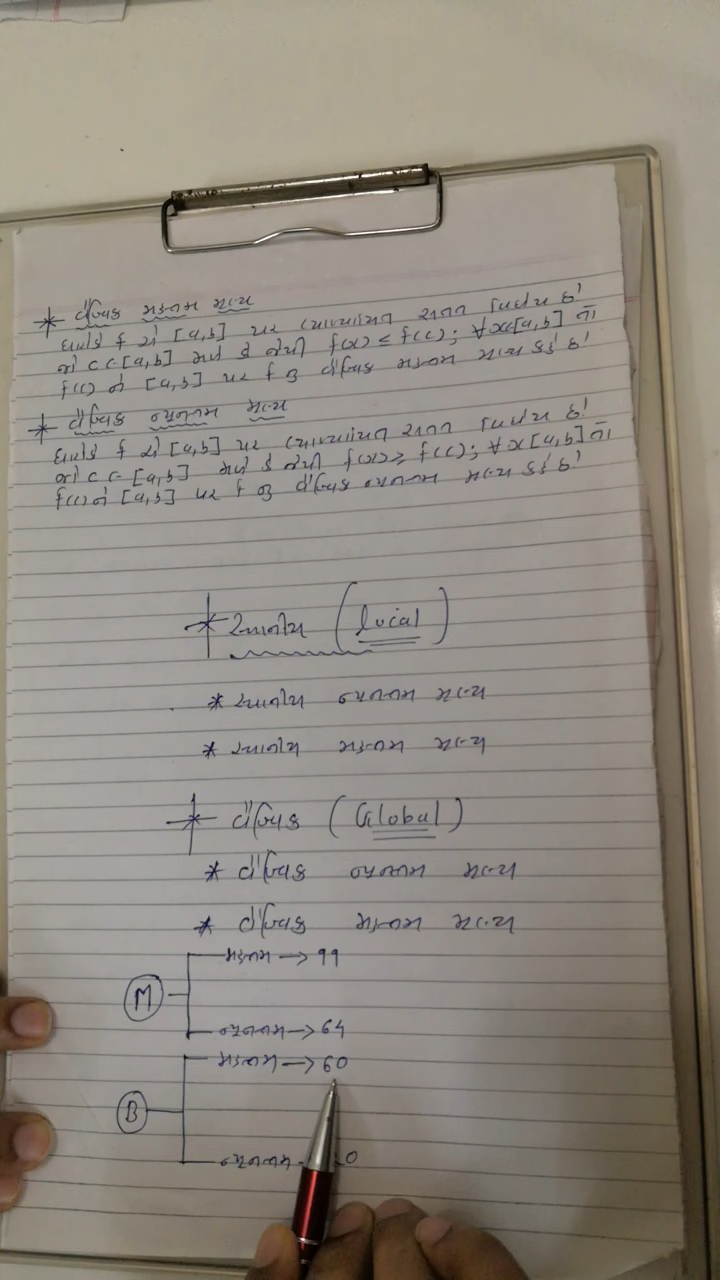 * વૈશ્વિક મહત્તમ મૂલ્ય
ધારોકે f એ [a,b] પર વ્યાખ્યાયિત સતત વિધેય છે.
જો c ∈ [a,b] મળે કે જેથી f(x) ≤ f(c); ∀x∈[a,b] તો
f(c) ને [a,b] પર f નું વૈશ્વિક મહત્તમ મૂલ્ય કહે છે.
* વૈશ્વિક ન્યૂનતમ મૂલ્ય
ધારોકે f એ [a,b] પર વ્યાખ્યાયિત સતત વિધેય છે.
જો c ∈ [a,b] મળે કે જેથી f(x) ≥ f(c); ∀x[a,b] તો
f(c) ને [a,b] પર f નું વૈશ્વિક ન્યૂનતમ મૂલ્ય કહે છે.
* સ્થાનીય (local)
* સ્થાનીય ન્યૂનતમ મૂલ્ય
* સ્થાનીય મહત્તમ મૂલ્ય
* વૈશ્વિક (Global)
* વૈશ્વિક ન્યૂનતમ મૂલ્ય
* વૈશ્વિક મહત્તમ મૂલ્ય
મહત્તમ → 99
M
ન્યૂનતમ → 64
મહત્તમ → 60
B
ન્યૂનતમ